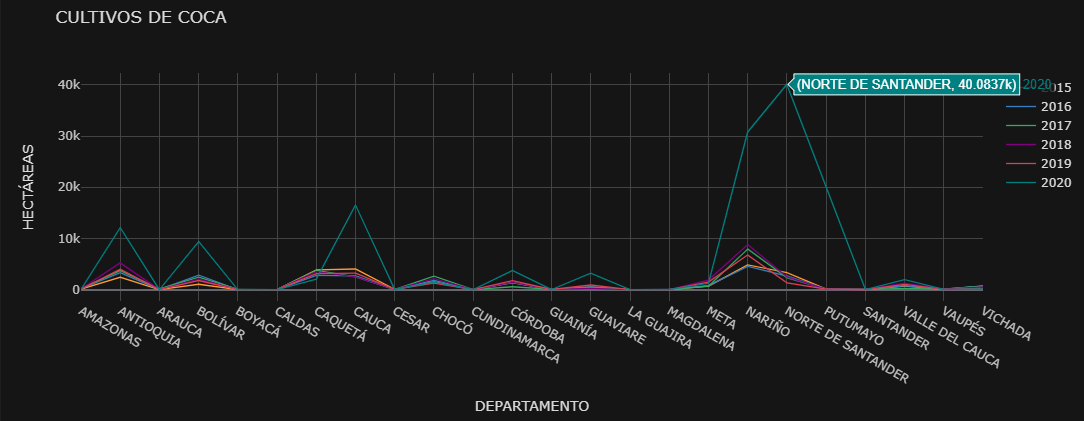 CULTIVOS DE COCA
40k
30k
20k
10k
0
HECTÁREAS
(NORTE DE SANTANDER, 40.0837k)
2020
2015
2016
2017
2018
2019
2020
AMAZONAS
ANTIOQUIA
ARAUCA
BOLÍVAR
BOYACÁ
CALDAS
CAQUETÁ
CAUCA
CESAR
CHOCÓ
CUNDINAMARCA
CÓRDOBA
GUAINÍA
GUAVIARE
LA GUAJIRA
MAGDALENA
META
NARIÑO
NORTE DE SANTANDER
PUTUMAYO
SANTANDER
VALLE DEL CAUCA
VAUPÉS
VICHADA
DEPARTAMENTO